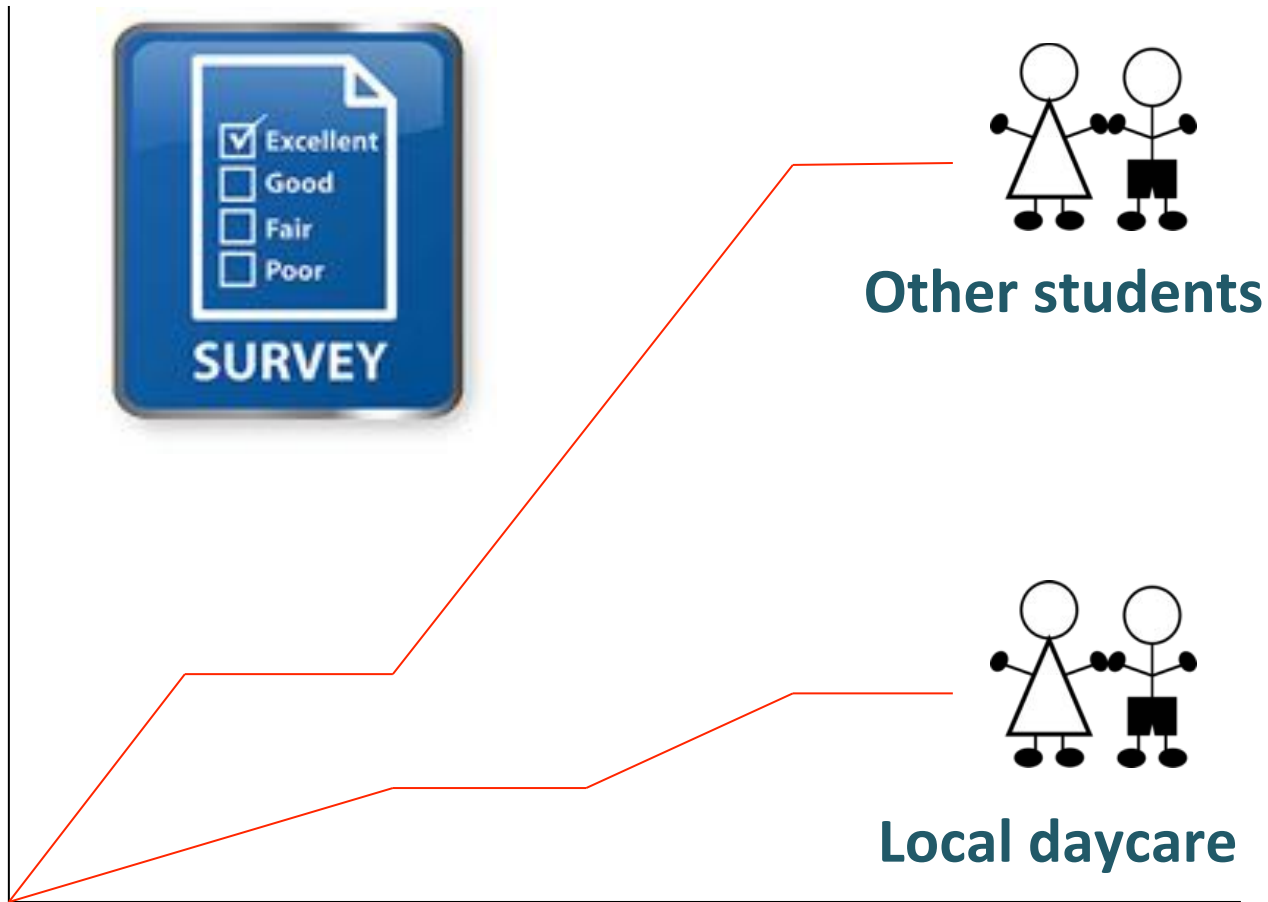 Excellent
Good
Fair
Poor
SURVEY
Other students
Local daycare